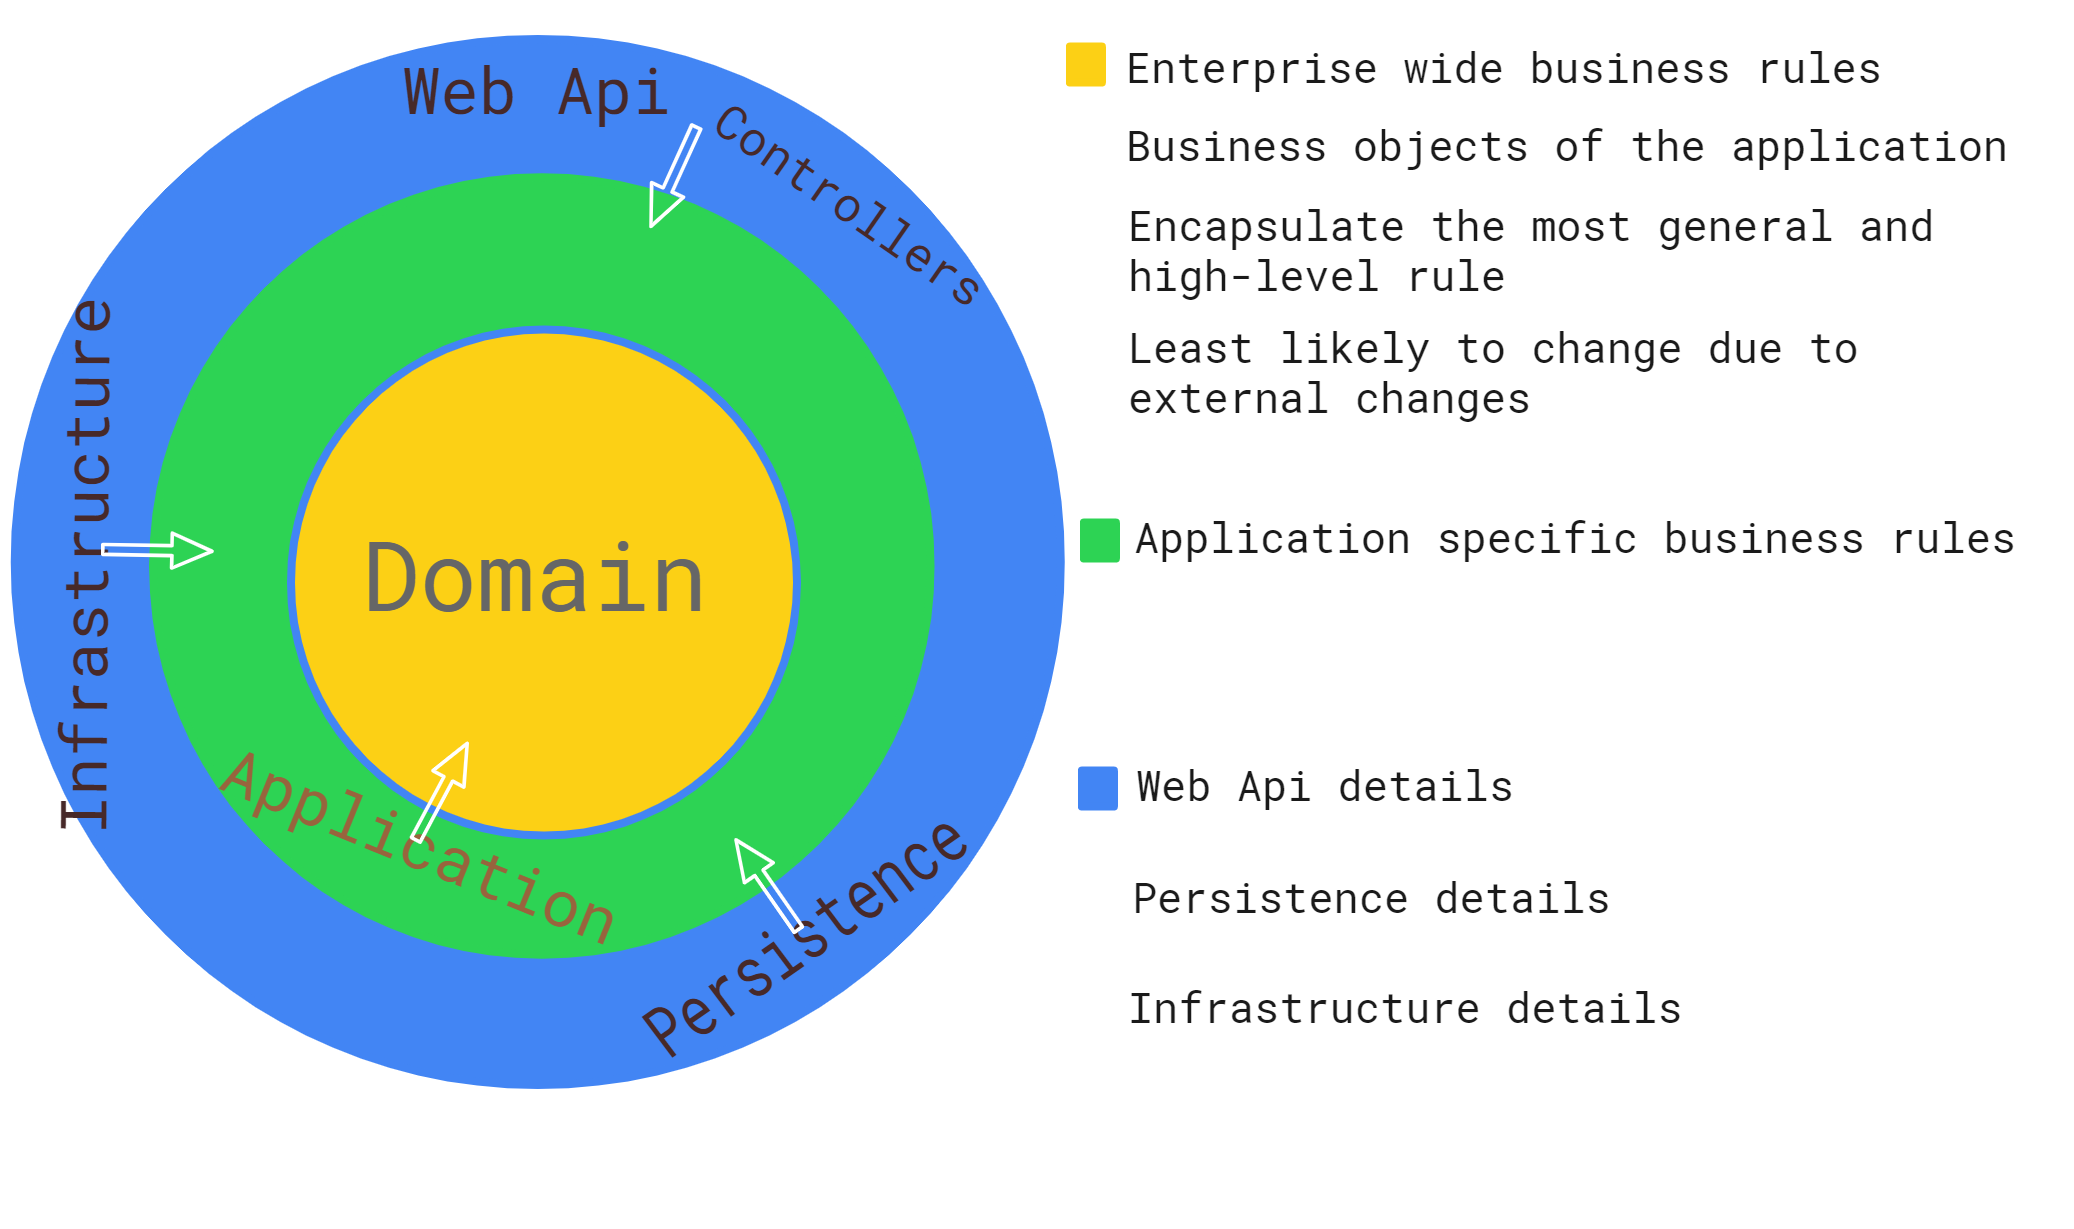 Web Api
Controllers
Infrastructure
Domain
Application
Persistence
Enterprise wide business rules
Business objects of the application
Encapsulate the most general and
high-level rule
Least likely to change due to
external changes
Application specific business rules
Web Api details
Persistence details
Infrastructure details